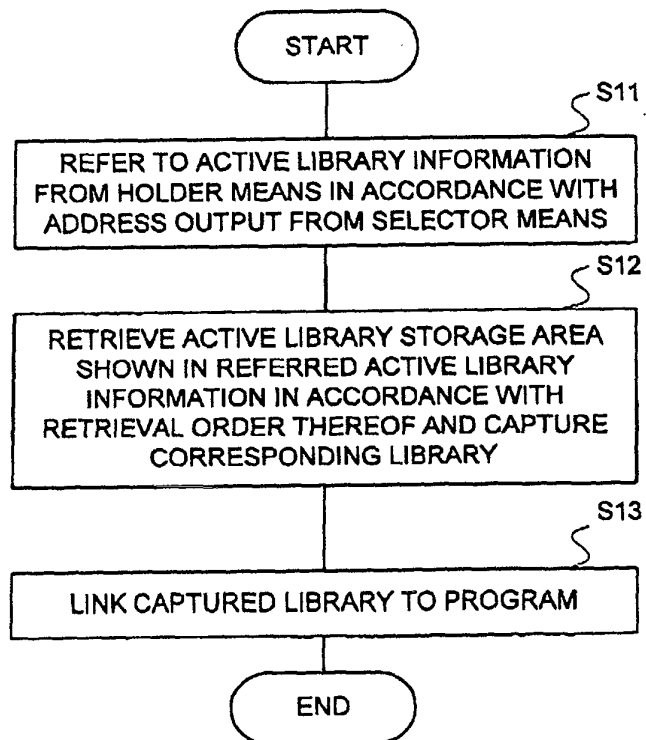 START
S11
REFER TO ACTIVE LIBRARY INFORMATION
FROM HOLDER MEANS IN ACCORDANCE WITH
ADDRESS OUTPUT FROM SELECTOR MEANS
S12
RETRIEVE ACTIVE LIBRARY STORAGE AREA
SHOWN IN REFERRED ACTIVE LIBRARY
INFORMATION IN ACCORDANCE WITH
RETRIEVAL ORDER THEREOF AND CAPTURE
CORRESPONDING LIBRARY
S13
LINK CAPTURED LIBRARY TO PROGRAM
END